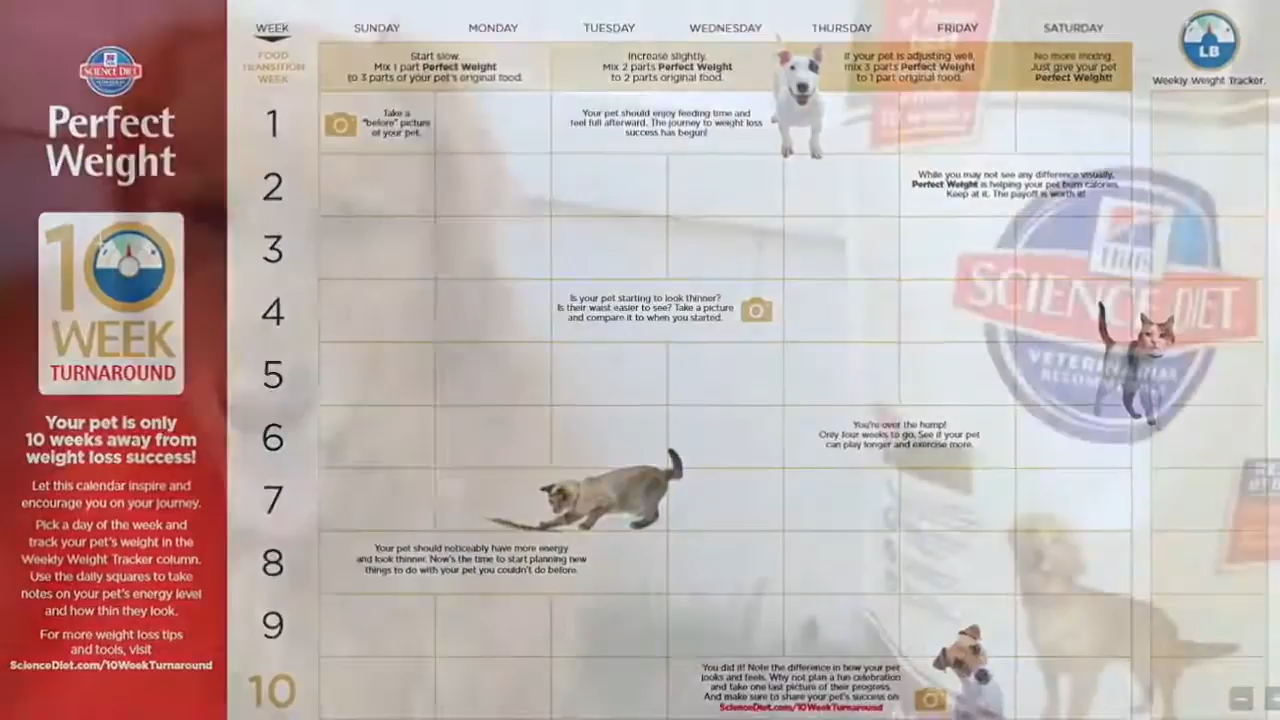 SCIENCE DIET
Perfect
Weight
10
WEEK
TURNAROUND
Your pet is only
10 weeks away from
weight loss success!
Let this calendar inspire and
encourage you on your journey.
Pick a day of the week and
track your pet's weight in the
Weekly Weight Tracker column.
Use the daily squares to take
notes on your pet's energy level
and how thin they look.
For more weight loss tips
and tools, visit
ScienceDiet.com/10WeekTurnaround
WEEK SUNDAY MONDAY TUESDAY WEDNESDAY THURSDAY FRIDAY SATURDAY
LB
Weekly Weight Tracker.
FOOD
TRANSITION
WEEK
Start slow.
Mix 1 part Perfect Weight
to 3 parts of your pet's original food.
Increase slightly.
Mix 2 parts Perfect Weight
to 2 parts original food.
If your pet is adjusting well,
mix 3 parts Perfect Weight
to 1 part original food.
No more mixing.
Just give your pet
Perfect Weight!
1
Take a
"before" picture
of your pet.
Your pet should enjoy feeding time and
feel full afterward. The journey to weight loss
success has begun!
2
While you may not see any difference visually,
Perfect Weight is helping your pet burn calories.
Keep at it. The payoff is worth it!
3
Hill's
SCIENCE DIET
VETERINARIAN
RECOMMENDED
4
Is your pet starting to look thinner?
Is their waist easier to see? Take a picture
and compare it to when you started.
5
6
You're over the hump!
Only four weeks to go. See if your pet
can play longer and exercise more.
7
8
Your pet should noticeably have more energy
and look thinner. Now's the time to start planning new
things to do with your pet you couldn't do before.
9
10
You did it! Note the difference in how your pet
looks and feels. Why not plan a fun celebration
and take one last picture of their progress.
And make sure to share your pet's success on
ScienceDiet.com/10WeekTurnaround